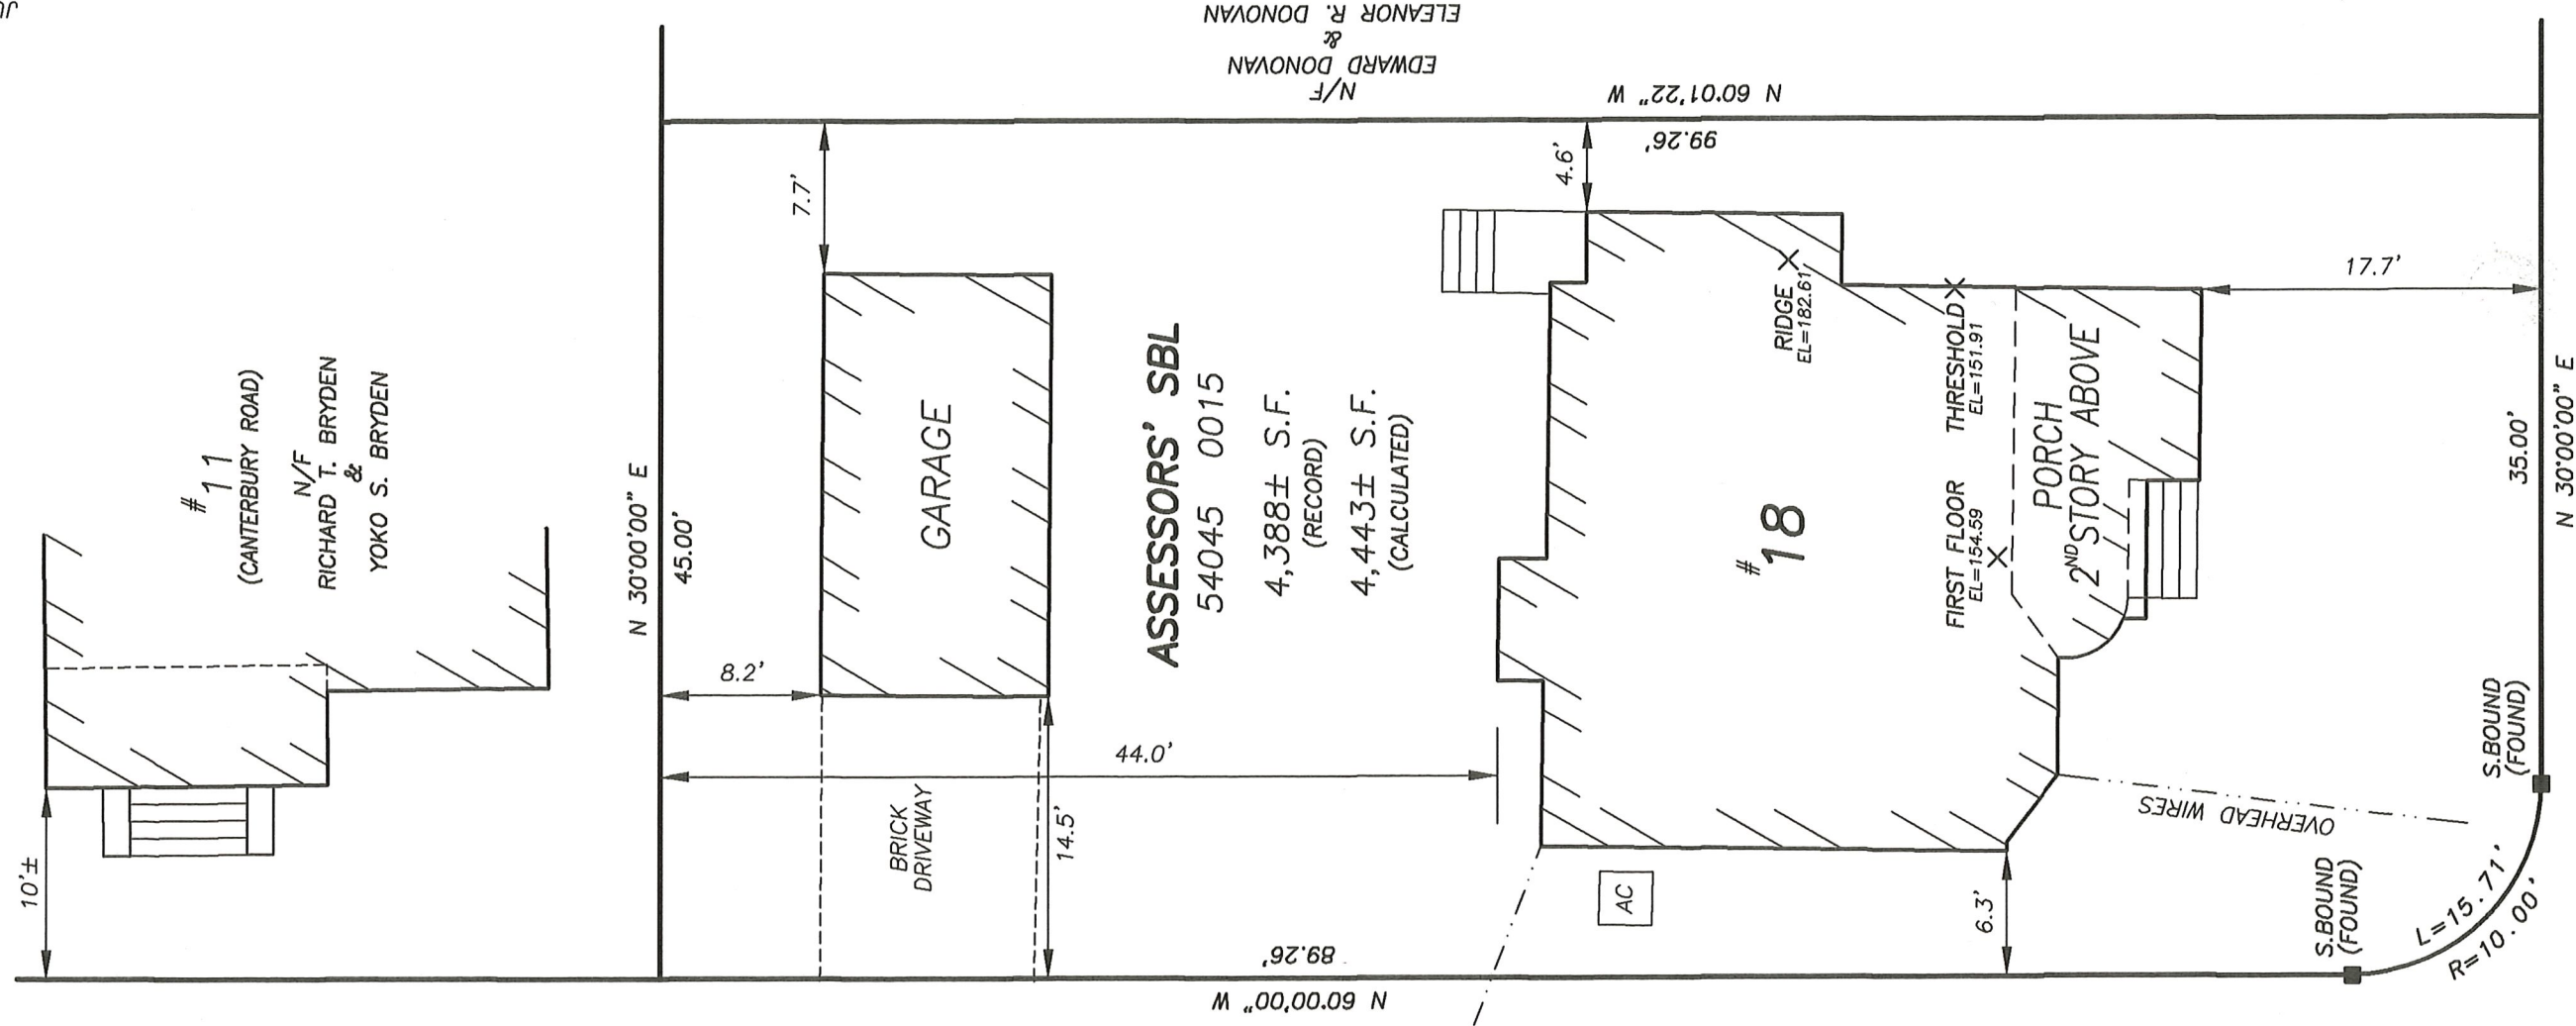 ELEANOR R. DONOVAN
&
EDWARD DONOVAN
N/F
N 60°01'22" W
99.26'
7.7'
4.6'
17.7'
#11
(CANTERBURY ROAD)
N/F
RICHARD T. BRYDEN
&
YOKO S. BRYDEN
10'±
N 30°00'00" E
45.00'
GARAGE
8.2'
44.0'
14.5'
BRICK
DRIVEWAY
ASSESSORS' SBL
54045 0015
4,388± S.F.
(RECORD)
4,443± S.F.
(CALCULATED)
#18
RIDGE
EL=182.61
THRESHOLD
EL=151.91
FIRST FLOOR
EL=154.59
PORCH
2ND STORY ABOVE
35.00'
N 30°00'00" E
S.BOUND
(FOUND)
OVERHEAD WIRES
AC
6.3'
S.BOUND
(FOUND)
L=15.71'
R=10.00'
89.26'
N 60°00'00" W